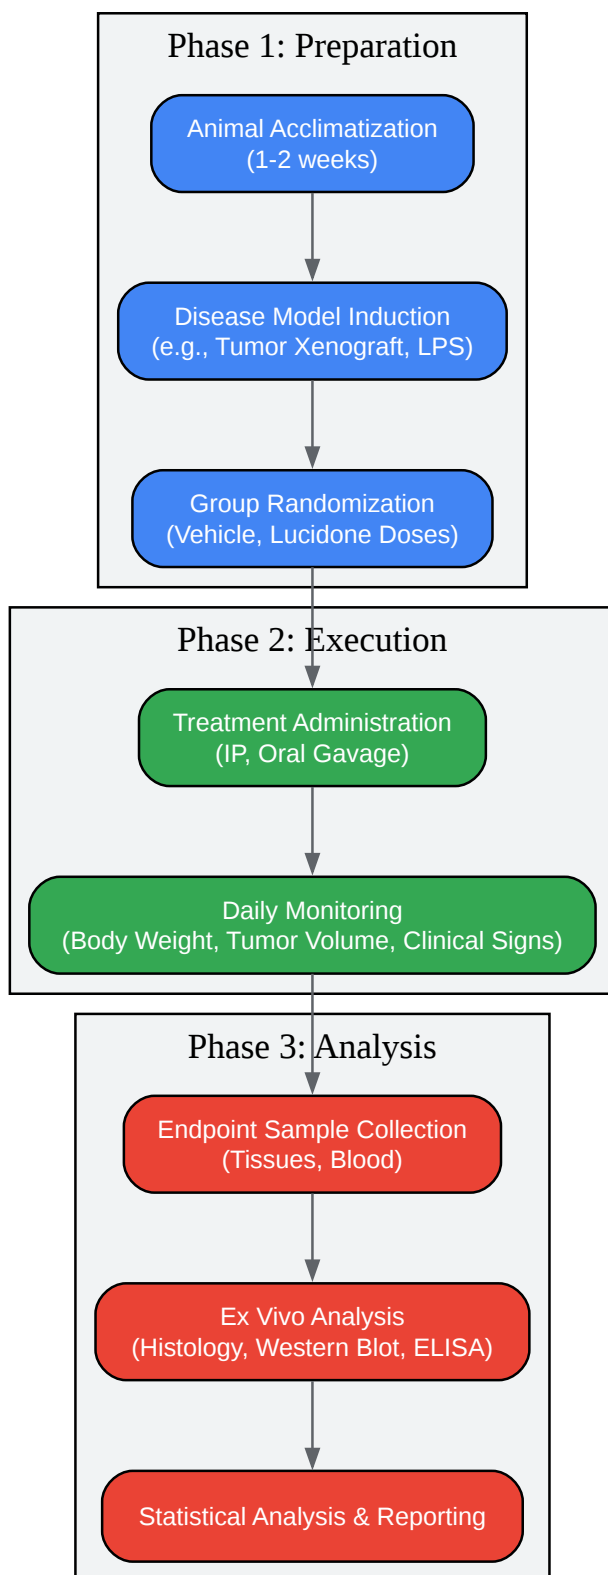 Phase 1: Preparation
Animal Acclimatization
(1-2 weeks)
Disease Model Induction
(e.g., Tumor Xenograft, LPS)
Group Randomization
(Vehicle, Lucidone Doses)
Phase 2: Execution
Treatment Administration
(IP, Oral Gavage)
Daily Monitoring
(Body Weight, Tumor Volume, Clinical Signs)
Phase 3: Analysis
Endpoint Sample Collection
(Tissues, Blood)
Ex Vivo Analysis
(Histology, Western Blot, ELISA)
Statistical Analysis & Reporting